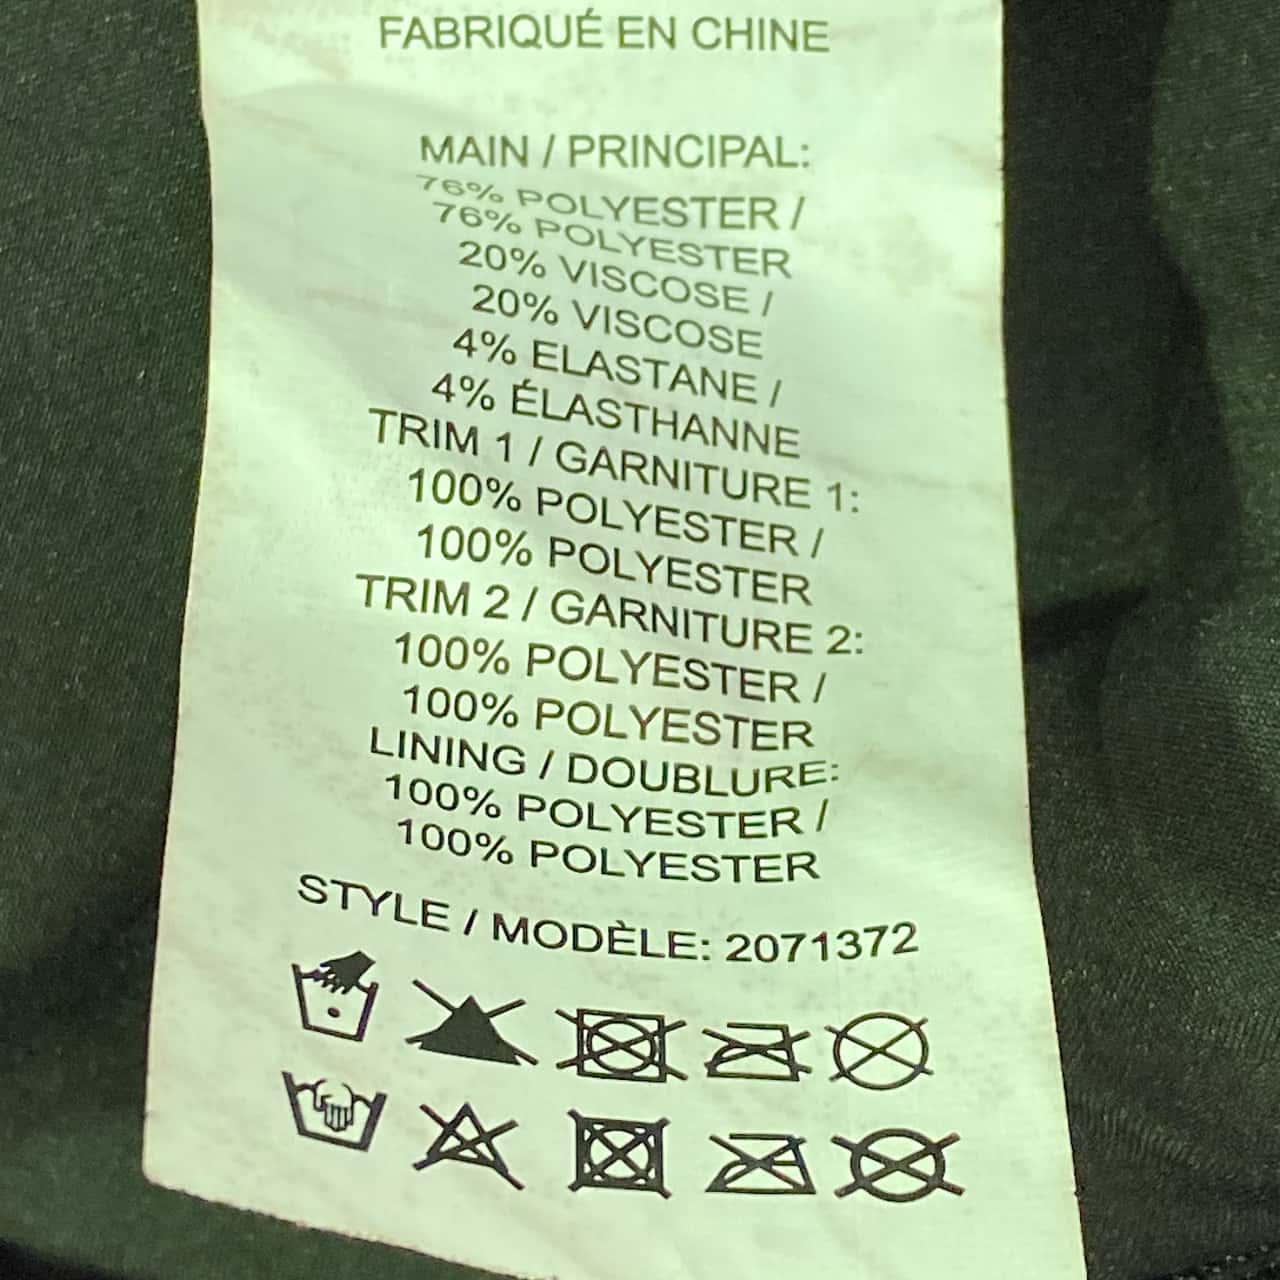 FABRIQUÉ EN CHINE
MAIN / PRINCIPAL:
76% POLYESTER /
76% POLYESTER
20% VISCOSE /
20% VISCOSE
4% ELASTANE /
4% ÉLASTHANNE
TRIM 1 / GARNITURE 1:
100% POLYESTER /
100% POLYESTER
TRIM 2 / GARNITURE 2:
100% POLYESTER /
100% POLYESTER
LINING / DOUBLURE:
100% POLYESTER /
100% POLYESTER
STYLE / MODÈLE: 2071372